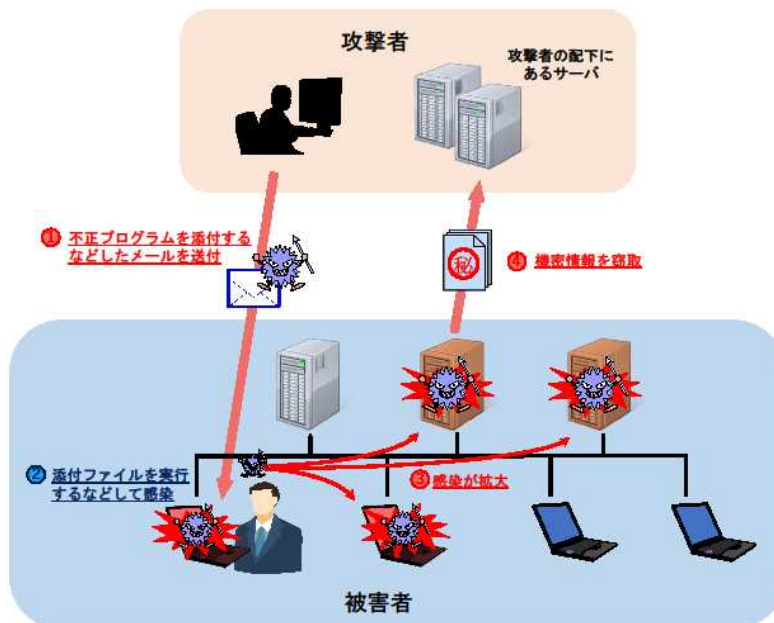 攻撃者
攻撃者の配下に
あるサーバ
① 不正プログラムを添付する
などしたメールを送付
秘
④ 機密情報を窃取
② 添付ファイルを実行
するなどして感染
③ 感染が拡大
被害者